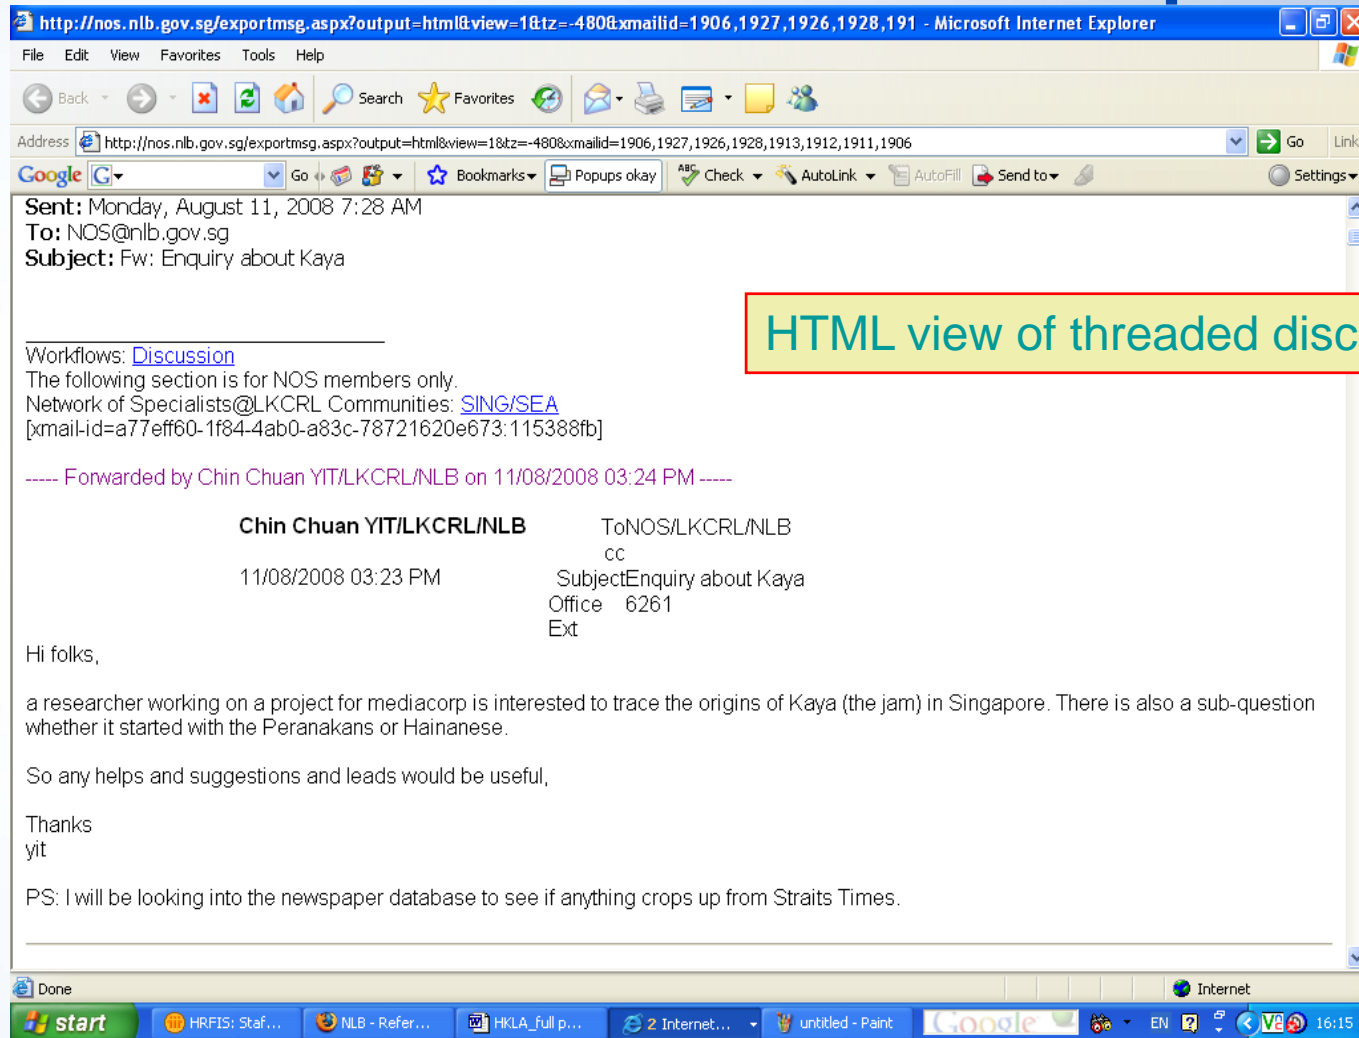 http://nos.nlb.gov.sg/exportmsg.aspx?output=html&view=1&tz=-480&xmailid=1906,1927,1926,1928,191 - Microsoft Internet Explorer
File Edit View Favorites Tools Help
Back Search Favorites
Address http://nos.nlb.gov.sg/exportmsg.aspx?output=html&view=1&tz=-480&xmailid=1906,1927,1926,1928,1913,1912,1911,1906 Go Link
Google G Go Bookmarks Popups okay ABC Check AutoLink AutoFill Send to Settings
Sent: Monday, August 11, 2008 7:28 AM
To: NOS@nlb.gov.sg
Subject: Fw: Enquiry about Kaya
HTML view of threaded disc
Workflows: Discussion
The following section is for NOS members only.
Network of Specialists@LKCRL Communities: SING/SEA
[xmail-id=a77eff60-1f84-4ab0-a83c-78721620e673:115388fb]
----- Forwarded by Chin Chuan YIT/LKCRL/NLB on 11/08/2008 03:24 PM -----
Chin Chuan YIT/LKCRL/NLB ToNOS/LKCRL/NLB
cc
11/08/2008 03:23 PM SubjectEnquiry about Kaya
Office 6261
Ext
Hi folks,
a researcher working on a project for mediacorp is interested to trace the origins of Kaya (the jam) in Singapore. There is also a sub-question
whether it started with the Peranakans or Hainanese.
So any helps and suggestions and leads would be useful,
Thanks
yit
PS: I will be looking into the newspaper database to see if anything crops up from Straits Times.
Done Internet
start HRFIS: Staf... NLB - Refer... HKLA_full p... 2 Internet... untitled - Paint Google EN 16:15